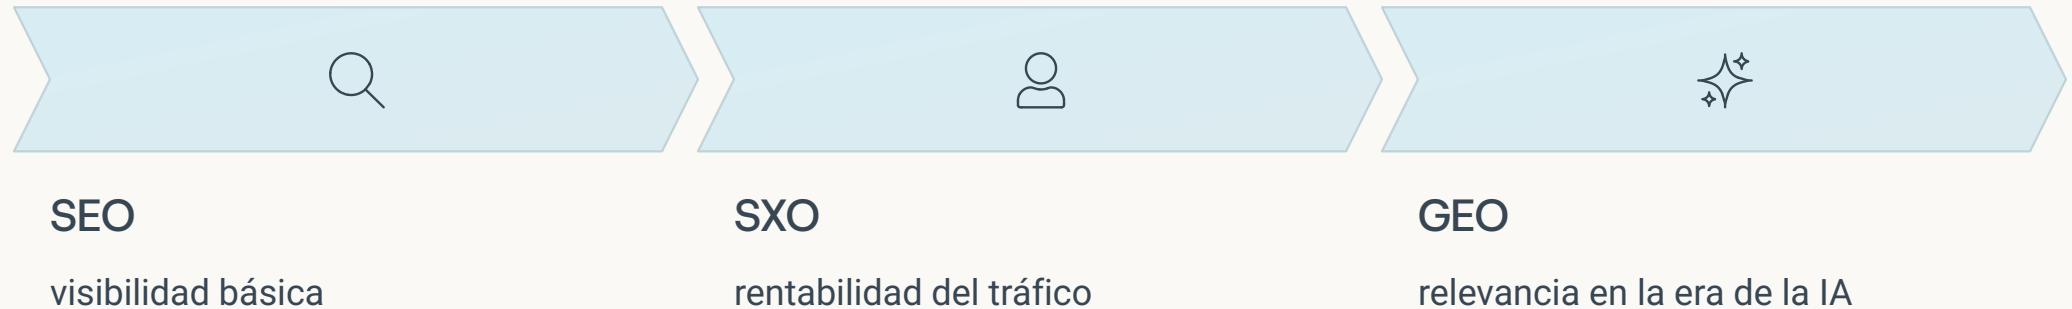 SEO
visibilidad básica
SXO
rentabilidad del tráfico
GEO
relevancia en la era de la IA